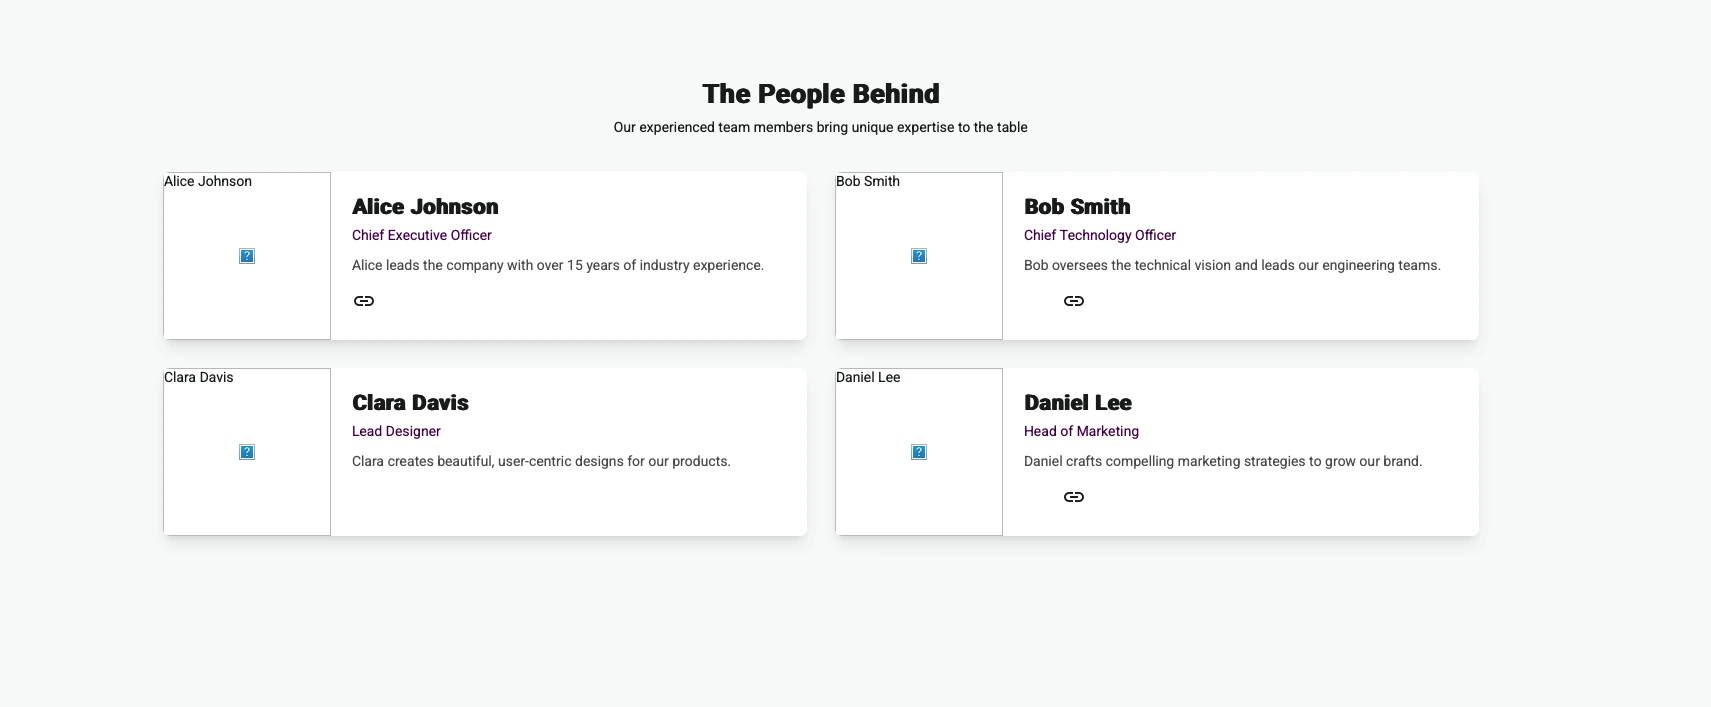 The People Behind
Our experienced team members bring unique expertise to the table
Alice Johnson
Alice Johnson
Chief Executive Officer
Alice leads the company with over 15 years of industry experience.
Bob Smith
Bob Smith
Chief Technology Officer
Bob oversees the technical vision and leads our engineering teams.
Clara Davis
Clara Davis
Lead Designer
Clara creates beautiful, user-centric designs for our products.
Daniel Lee
Daniel Lee
Head of Marketing
Daniel crafts compelling marketing strategies to grow our brand.